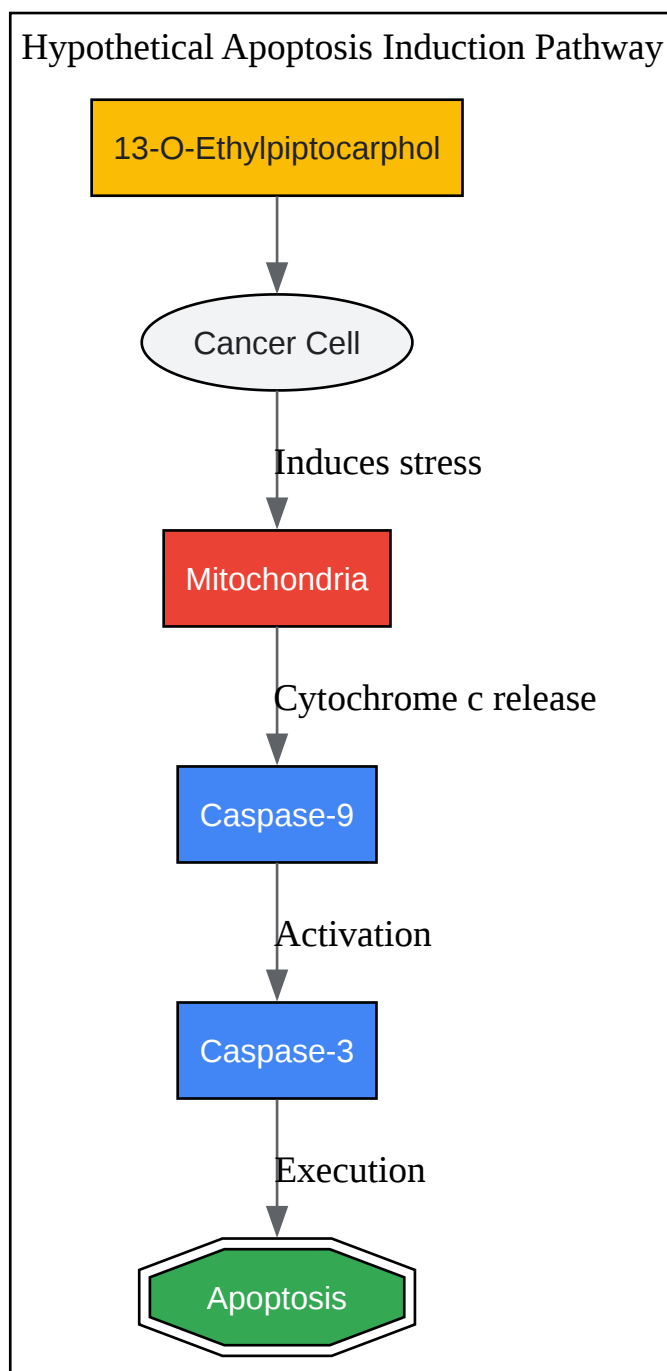 Hypothetical Apoptosis Induction Pathway
13-O-Ethylpiptocarphol
Cancer Cell
Induces stress
Mitochondria
Cytochrome c release
Caspase-9
Activation
Caspase-3
Execution
Apoptosis